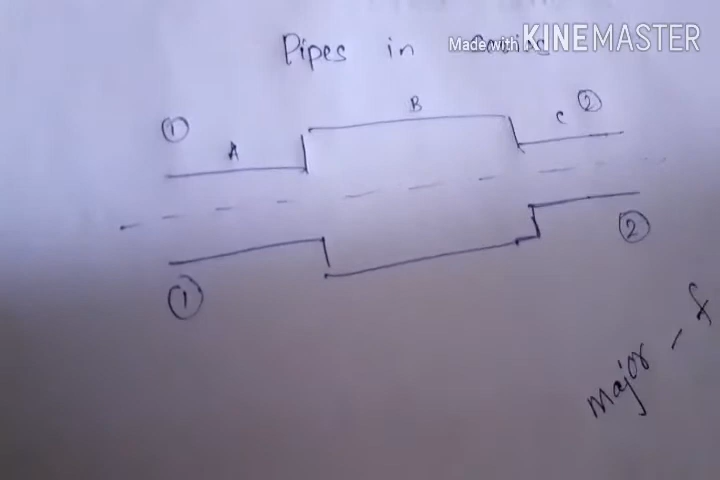 Pipes in
Made with KINEMASTER
B
① A C ②
① ②
Major - f